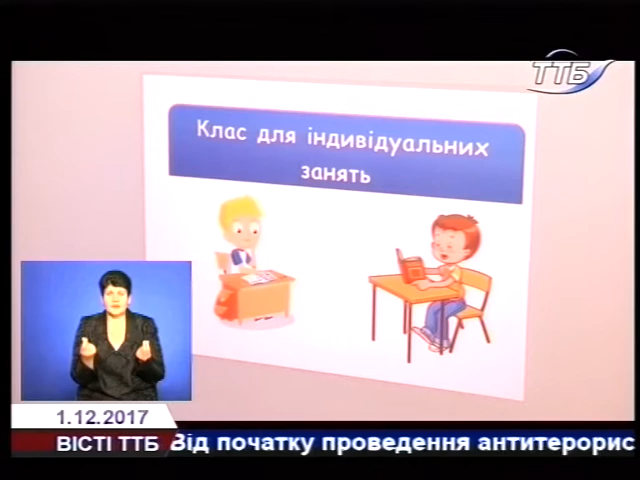 ТТБ
Клас для індивідуальних
занять
1.12.2017
ВІСТІ ТТБ Від початку проведення антитерорис